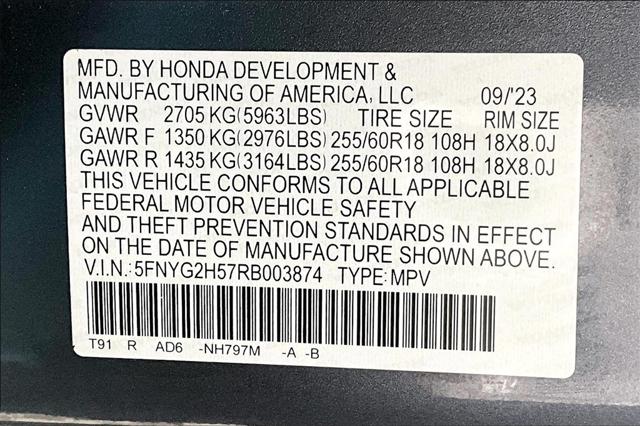 MFD. BY HONDA DEVELOPMENT &
MANUFACTURING OF AMERICA, LLC 09/'23
GVWR 2705 KG(5963LBS) TIRE SIZE RIM SIZE
GAWR F 1350 KG(2976LBS) 255/60R18 108H 18X8.0J
GAWR R 1435 KG(3164LBS) 255/60R18 108H 18X8.0J
THIS VEHICLE CONFORMS TO ALL APPLICABLE
FEDERAL MOTOR VEHICLE SAFETY
AND THEFT PREVENTION STANDARDS IN EFFECT
ON THE DATE OF MANUFACTURE SHOWN ABOVE.
V.I.N.:5FNYG2H57RB003874 TYPE:MPV
T91 R AD6 -NH797M -A -B